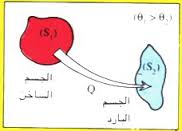 (θ₁ > θ₂)
(S₁)
(S₂)
Q
الجسم
الساخن
الجسم
البارد